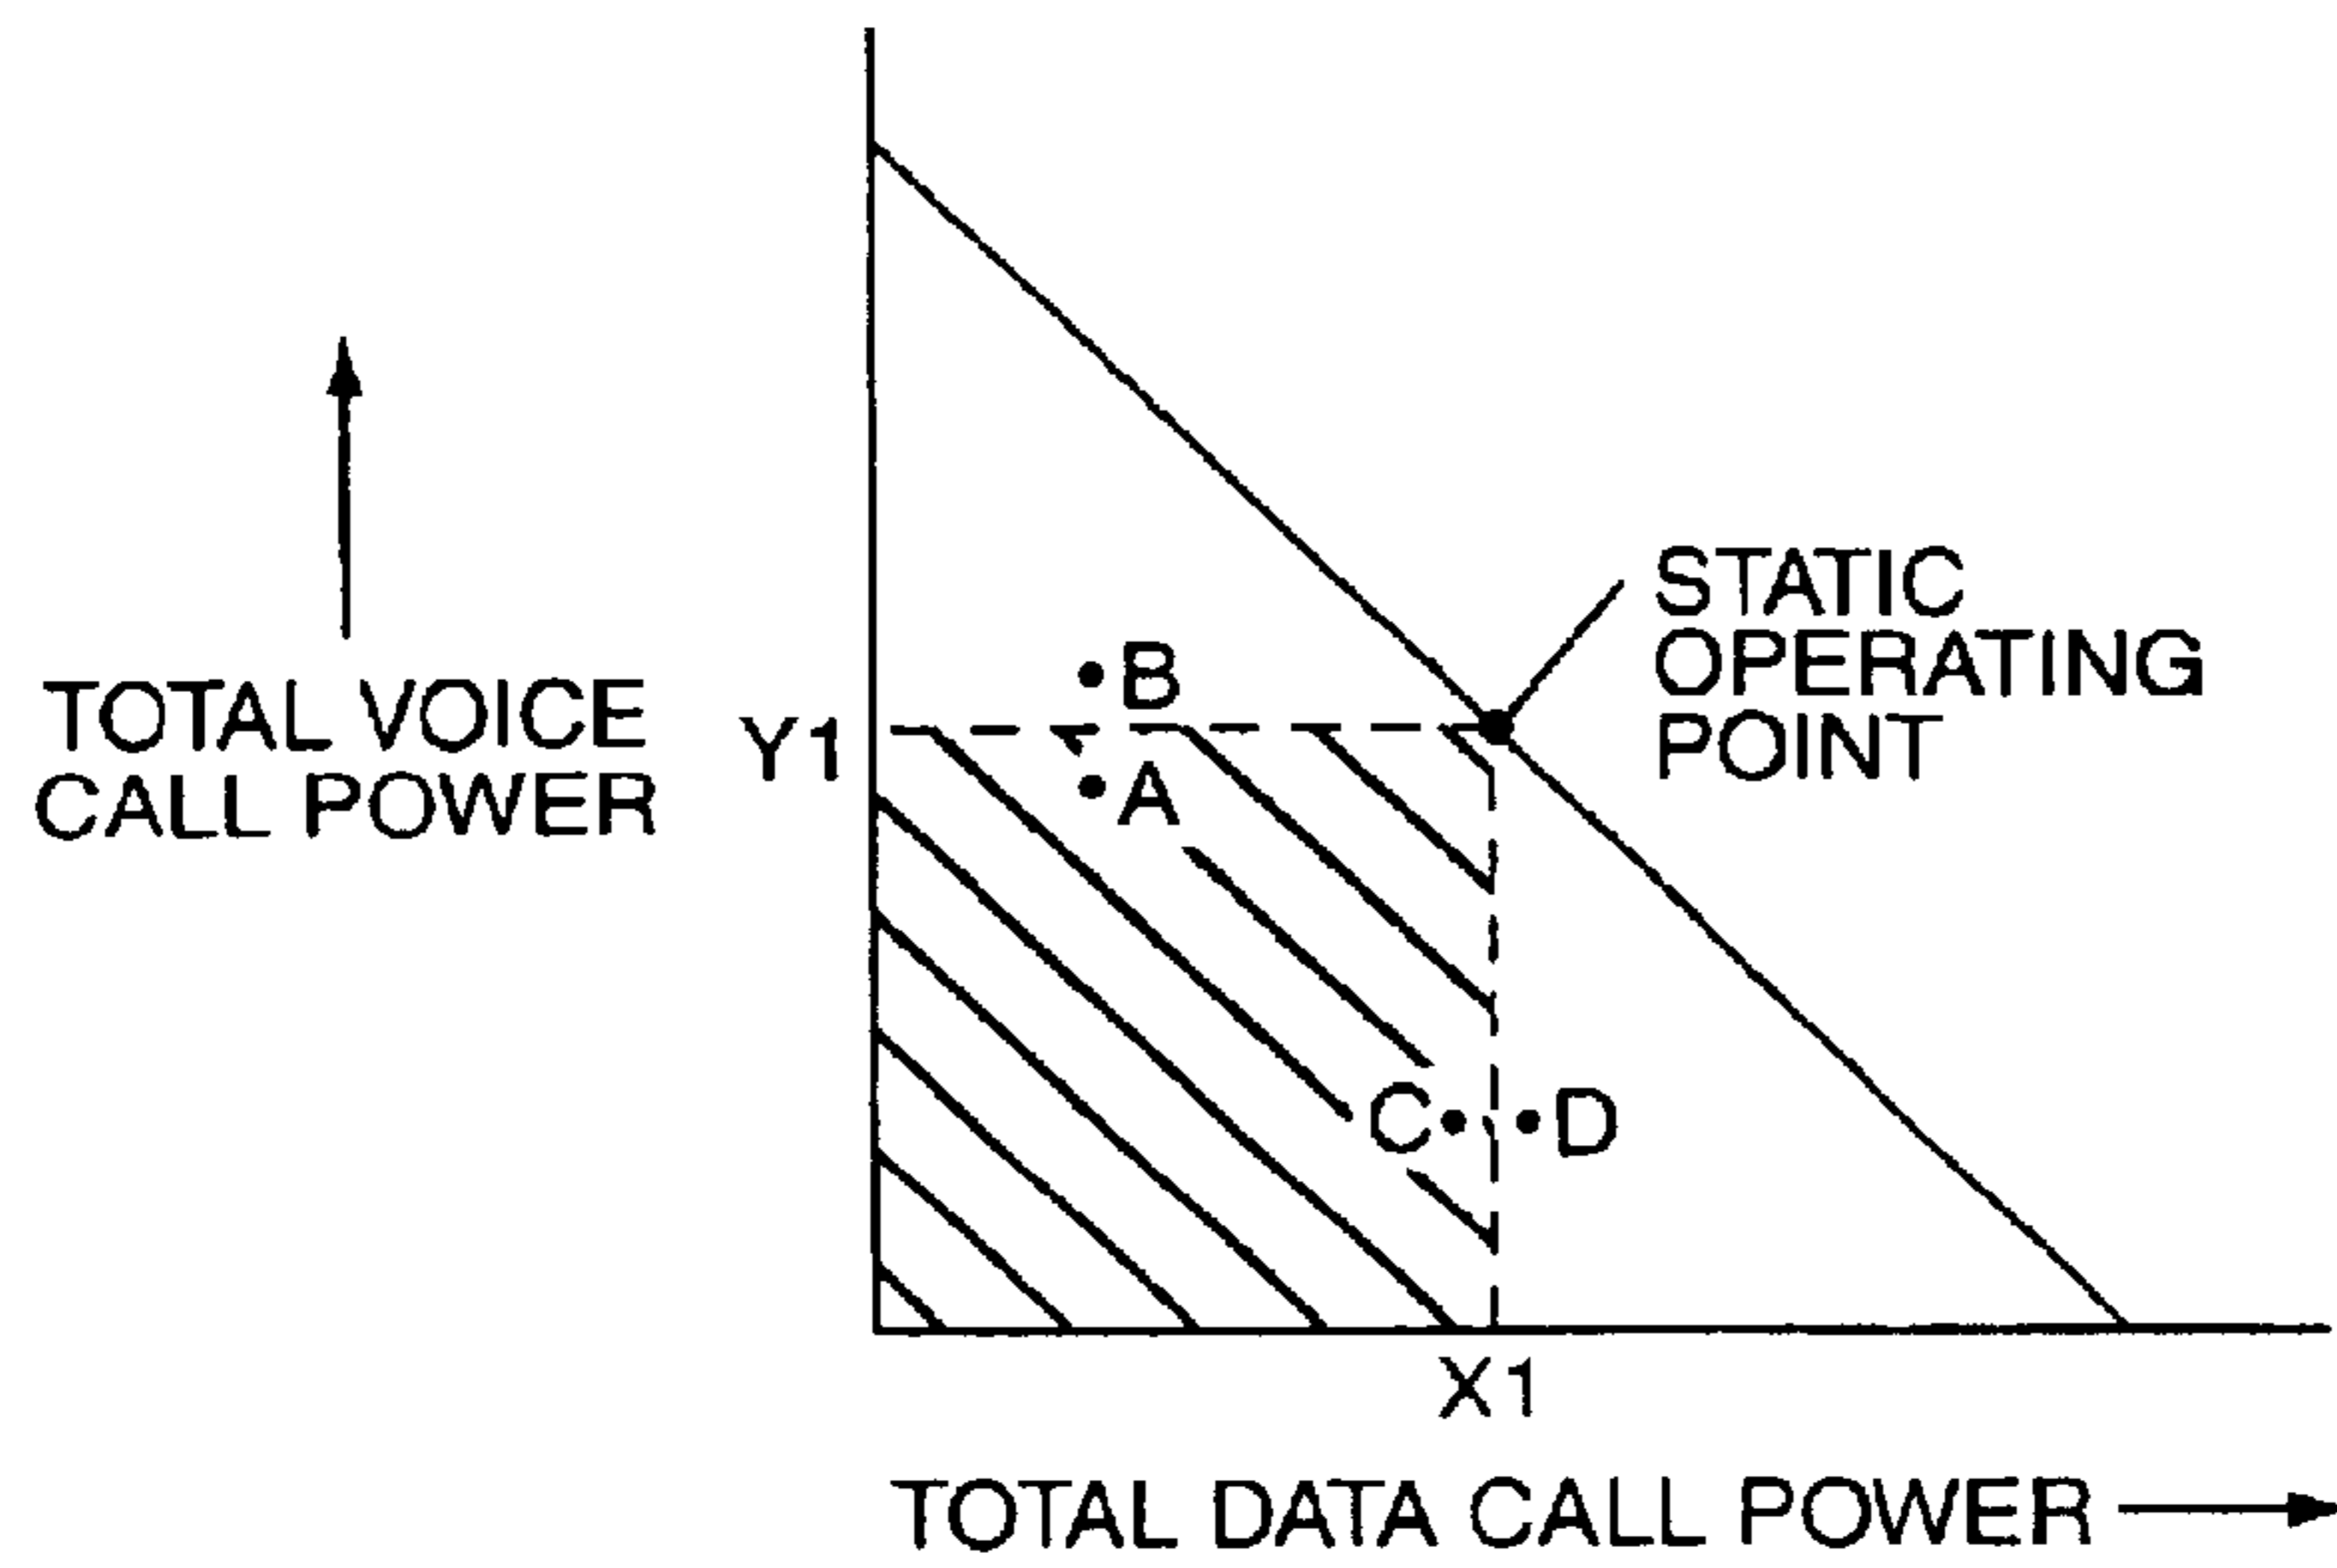 STATIC
OPERATING
POINT
B
TOTAL VOICE
CALL POWER
Y1
A
C
D
X1
TOTAL DATA CALL POWER